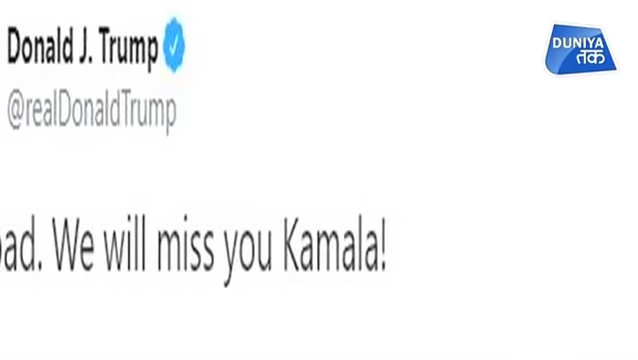 Donald J. Trump
@realDonaldTrump
DUNIYA
तक
ad. We will miss you Kamala!